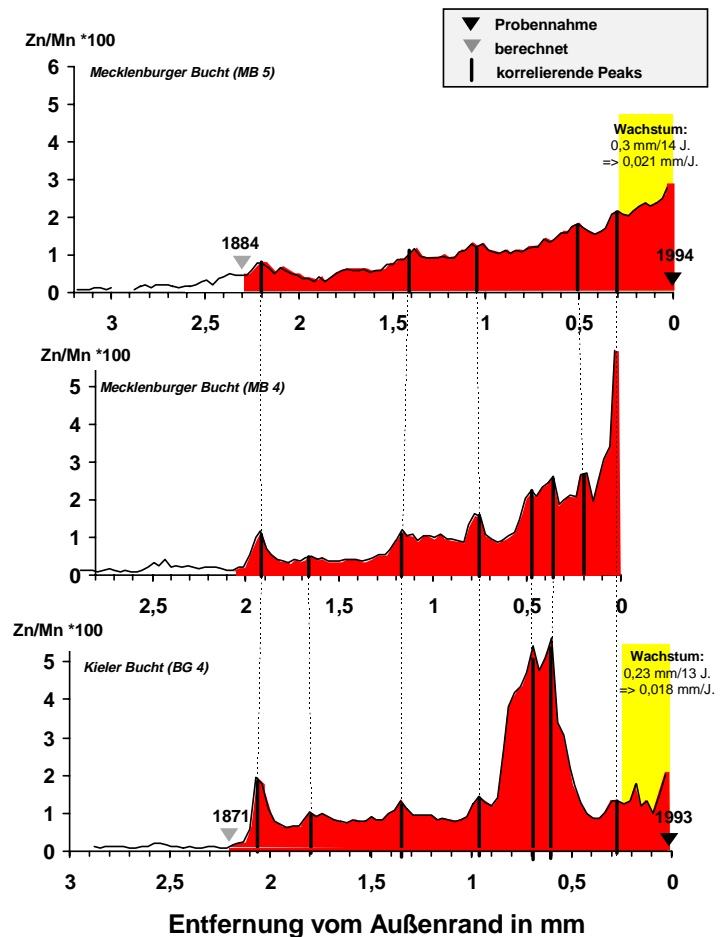 Probennahme
berechnet
korrelierende Peaks
Zn/Mn *100
Mecklenburger Bucht (MB 5)
6
5
4
3
2
1
0
Wachstum:
0,3 mm/14 J.
=> 0,021 mm/J.
1884
1994
3 2,5 2 1,5 1 0,5 0
Zn/Mn *100
Mecklenburger Bucht (MB 4)
5
4
3
2
1
0
2,5 2 1,5 1 0,5 0
Zn/Mn *100
Kieler Bucht (BG 4)
5
4
3
2
1
0
Wachstum:
0,23 mm/13 J.
=> 0,018 mm/J.
1871
1993
3 2,5 2 1,5 1 0,5 0
Entfernung vom Außenrand in mm